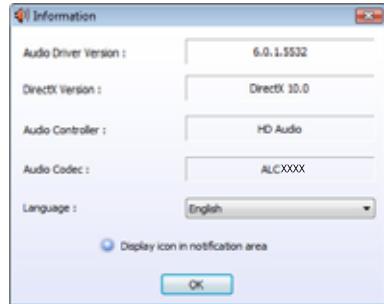 Information
Audio Driver Version :
6.0.1.5532
DirectX Version :
DirectX 10.0
Audio Controller :
HD Audio
Audio Codec :
ALCXXXX
Language :
English
Display icon in notification area
OK